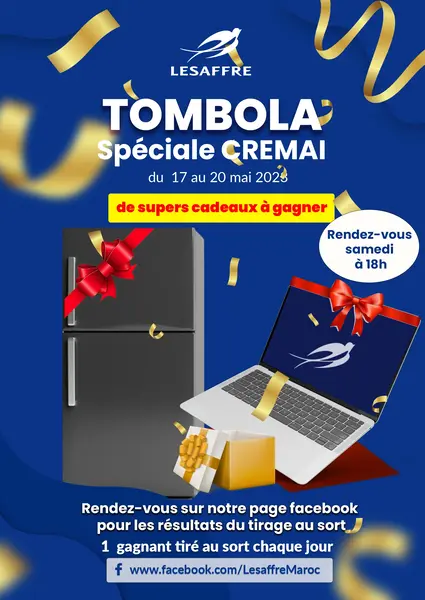 LESAFFRE
TOMBOLA
Spéciale CREMAI
du 17 au 20 mai 2023
de supers cadeaux à gagner
Rendez-vous
samedi
à 18h
Rendez-vous sur notre page facebook
pour les résultats du tirage au sort
1 gagnant tiré au sort chaque jour
f www.facebook.com/LesaffreMaroc